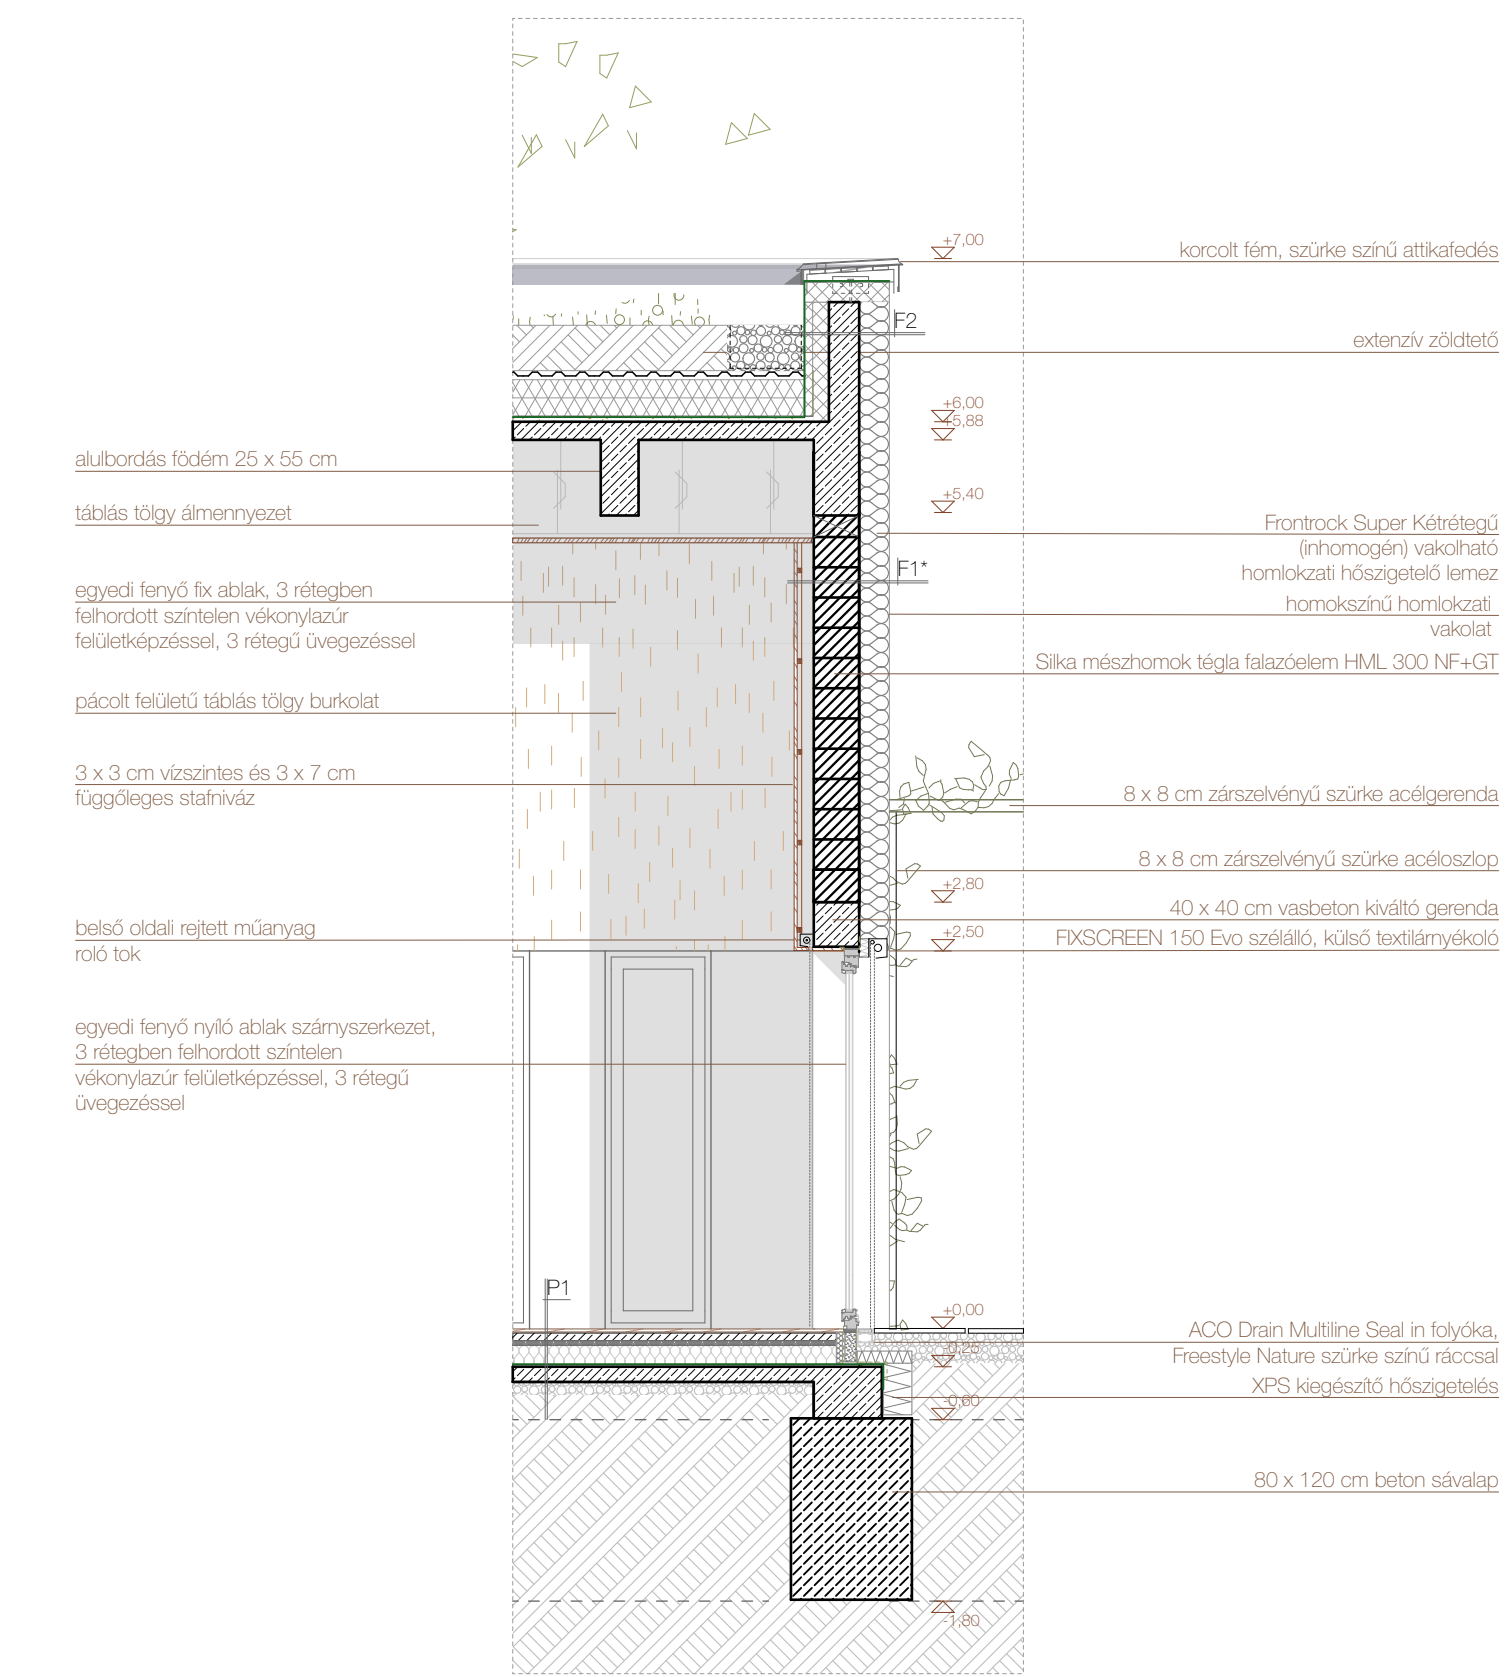 +7,00
korcolt fém, szürke színű attikafedés
F2
extenzív zöldtető
+6,00
+5,88
alulbordás födém 25 x 55 cm
+5,40
táblás tölgy álmennyezet
Frontrock Super Kétrétegű
(inhomogén) vakolható
homlokzati hőszigetelő lemez
F1*
egyedi fenyő fix ablak, 3 rétegben
felhordott színtelen vékonylazúr
felületképzéssel, 3 rétegű üvegezéssel
homokszínű homlokzati
vakolat
Silka mészhomok tégla falazóelem HML 300 NF+GT
pácolt felületű táblás tölgy burkolat
3 x 3 cm vízszintes és 3 x 7 cm
függőleges stafniváz
8 x 8 cm zárszelvényű szürke acélgerenda
8 x 8 cm zárszelvényű szürke acéloszlop
+2,80
40 x 40 cm vasbeton kiváltó gerenda
belső oldali rejtett műanyag
roló tok
+2,50
FIXSCREEN 150 Evo szélálló, külső textilárnyékoló
egyedi fenyő nyíló ablak szárnyszerkezet,
3 rétegben felhordott színtelen
vékonylazúr felületképzéssel, 3 rétegű
üvegezéssel
P1
+0,00
ACO Drain Multiline Seal in folyóka,
Freestyle Nature szürke színű ráccsal
-0,25
XPS kiegészítő hőszigetelés
-0,60
80 x 120 cm beton sávalap
-1,80